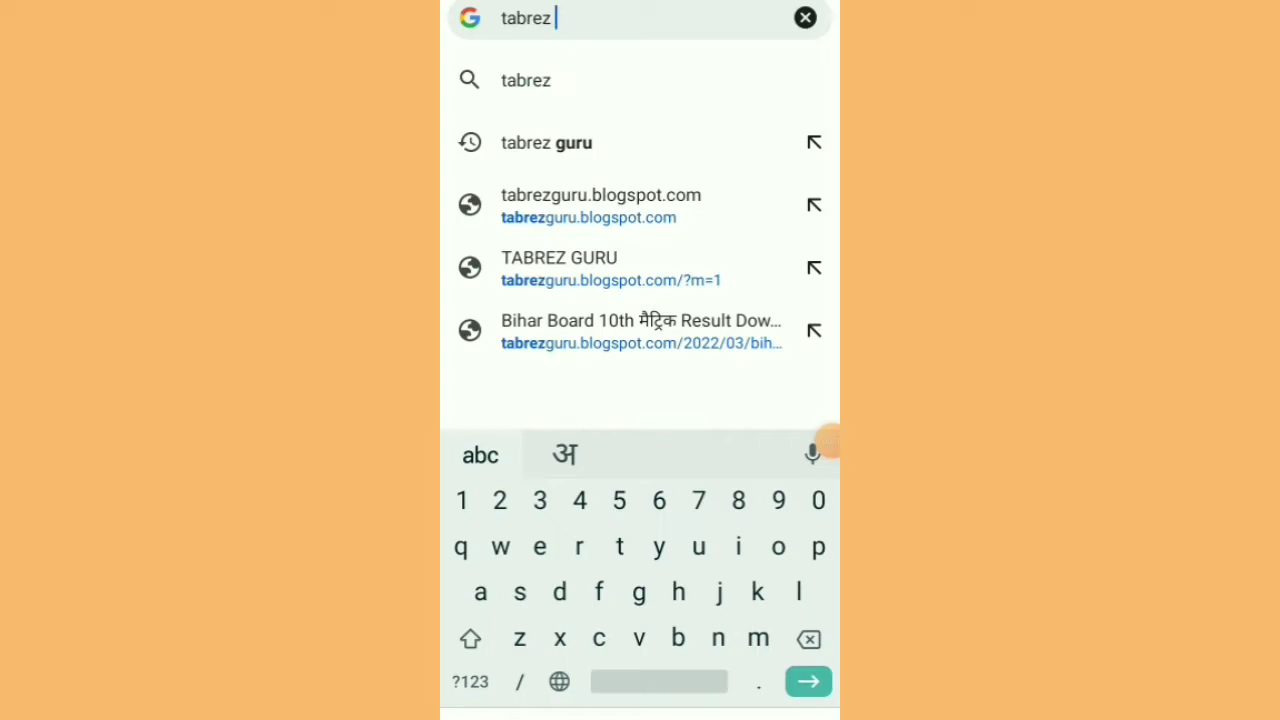 tabrez
tabrez
tabrez guru
tabrezguru.blogspot.com
tabrezguru.blogspot.com
TABREZ GURU
tabrezguru.blogspot.com/?m=1
Bihar Board 10th मैट्रिक Result Dow...
tabrezguru.blogspot.com/2022/03/bih...
abc अ
1 2 3 4 5 6 7 8 9 0
q w e r t y u i o p
a s d f g h j k l
z x c v b n m
?123 / .